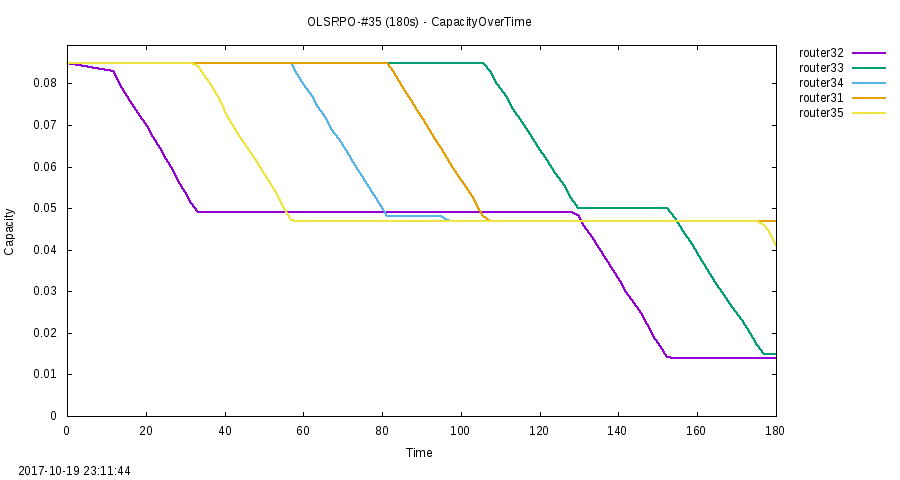 OLSRPO-#35 (180s) - CapacityOverTime
router32
router33
router34
router31
router35
0.08
0.07
0.06
0.05
0.04
0.03
0.02
0.01
0
Capacity
0 20 40 60 80 100 120 140 160 180
Time
2017-10-19 23:11:44